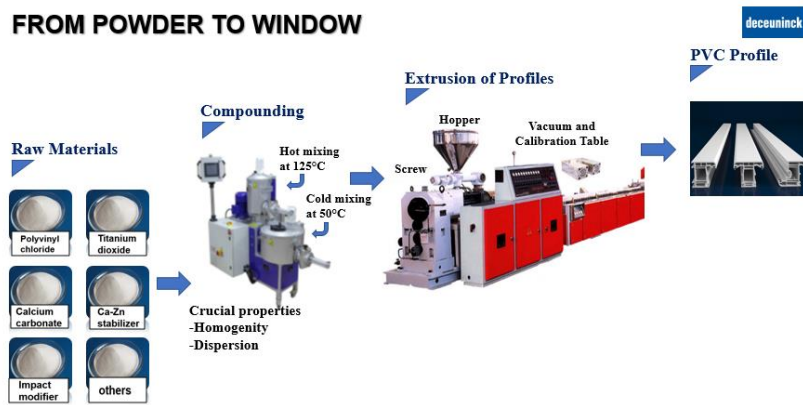 FROM POWDER TO WINDOW
deceuninck
Raw Materials
Polyvinyl
chloride
Titanium
dioxide
Calcium
carbonate
Ca-Zn
stabilizer
Impact
modifier
others
Compounding
Hot mixing
at 125°C
Cold mixing
at 50°C
Crucial properties
-Homogenity
-Dispersion
Extrusion of Profiles
Hopper
Screw
Vacuum and
Calibration Table
PVC Profile